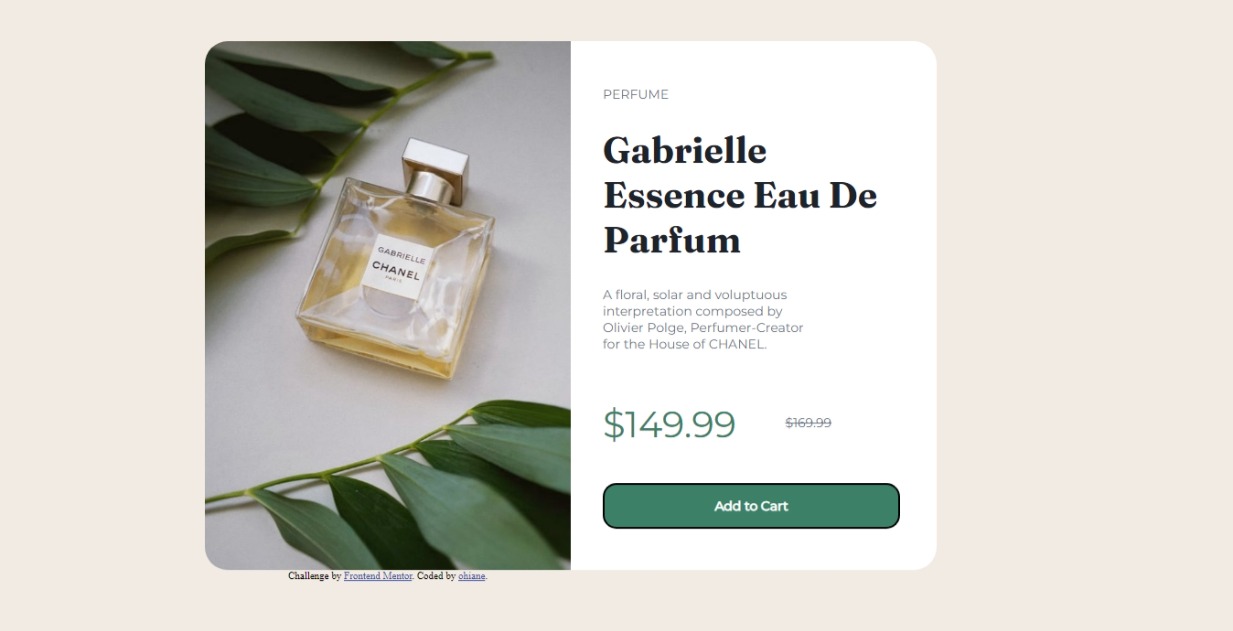 PERFUME
Gabrielle
Essence Eau De
Parfum
A floral, solar and voluptuous
interpretation composed by
Olivier Polge, Perfumer-Creator
for the House of CHANEL.
$149.99 $169.99
Add to Cart
GABRIELLE
CHANEL
PARIS
Challenge by Frontend Mentor. Coded by ohiane.